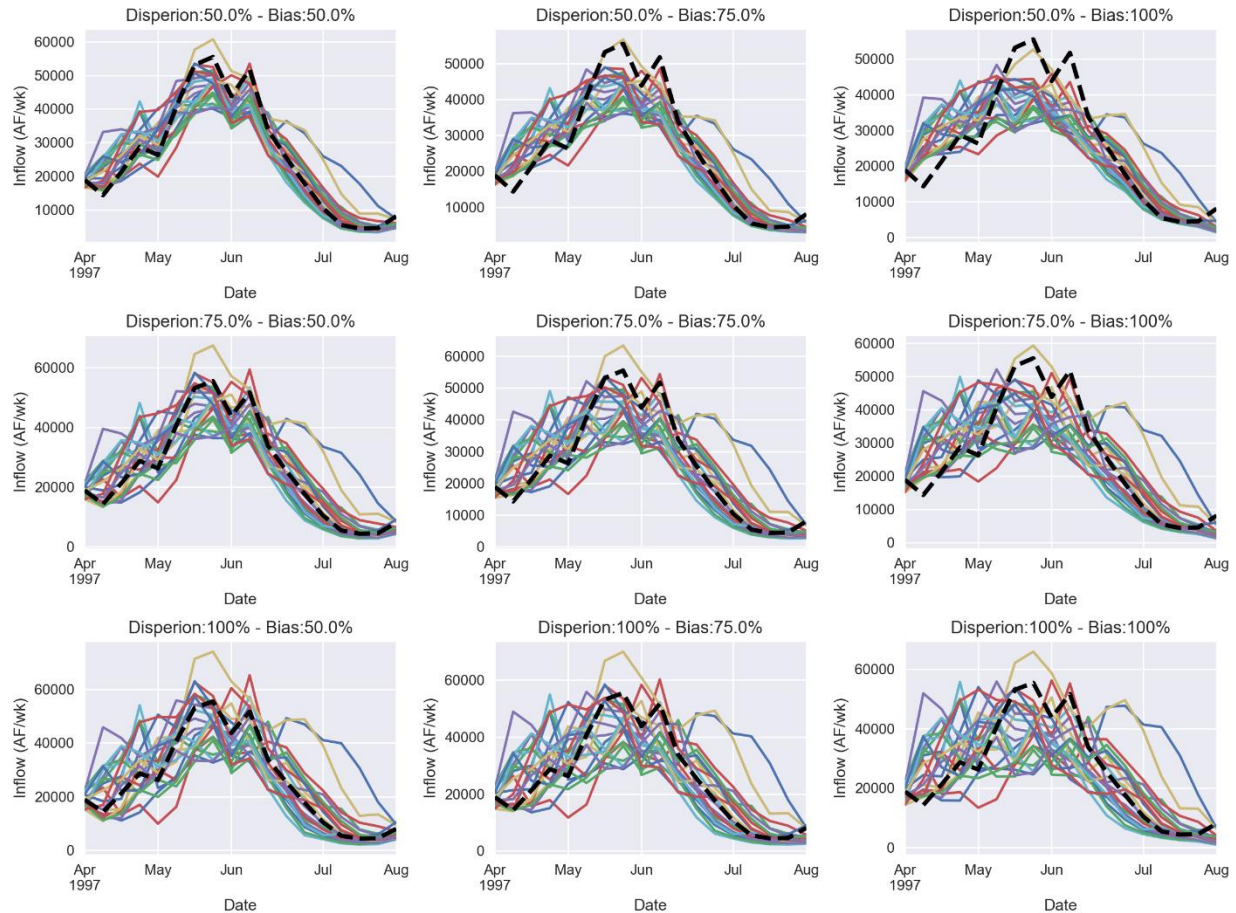 Disperion:50.0% - Bias:50.0%
Inflow (AF/wk)
60000
50000
40000
30000
20000
10000
Apr
1997
May
Jun
Jul
Aug
Date
Disperion:50.0% - Bias:75.0%
Inflow (AF/wk)
50000
40000
30000
20000
10000
0
Apr
1997
May
Jun
Jul
Aug
Date
Disperion:50.0% - Bias:100%
Inflow (AF/wk)
50000
40000
30000
20000
10000
0
Apr
1997
May
Jun
Jul
Aug
Date
Disperion:75.0% - Bias:50.0%
Inflow (AF/wk)
60000
40000
20000
0
Apr
1997
May
Jun
Jul
Aug
Date
Disperion:75.0% - Bias:75.0%
Inflow (AF/wk)
60000
50000
40000
30000
20000
10000
0
Apr
1997
May
Jun
Jul
Aug
Date
Disperion:75.0% - Bias:100%
Inflow (AF/wk)
60000
50000
40000
30000
20000
10000
0
Apr
1997
May
Jun
Jul
Aug
Date
Disperion:100% - Bias:50.0%
Inflow (AF/wk)
60000
40000
20000
0
Apr
1997
May
Jun
Jul
Aug
Date
Disperion:100% - Bias:75.0%
Inflow (AF/wk)
60000
40000
20000
0
Apr
1997
May
Jun
Jul
Aug
Date
Disperion:100% - Bias:100%
Inflow (AF/wk)
60000
40000
20000
0
Apr
1997
May
Jun
Jul
Aug
Date